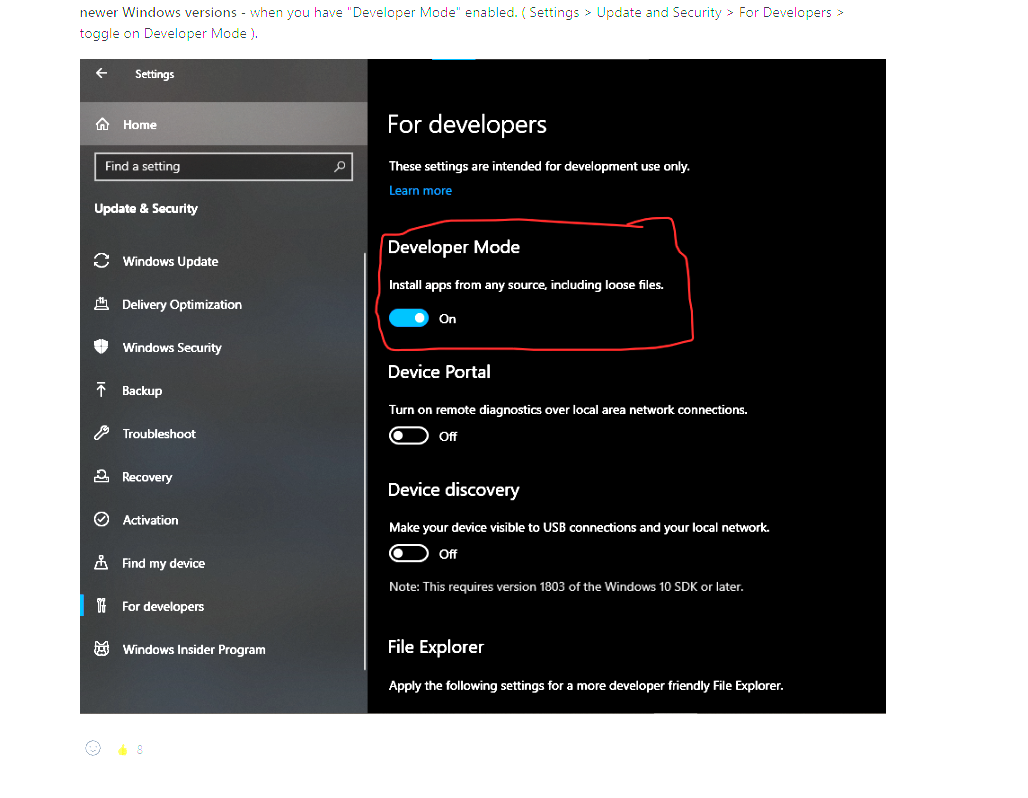 newer Windows versions - when you have "Developer Mode" enabled. ( Settings > Update and Security > For Developers >
toggle on Developer Mode ).
Settings
Home
Find a setting
Update & Security
Windows Update
Delivery Optimization
Windows Security
Backup
Troubleshoot
Recovery
Activation
Find my device
For developers
Windows Insider Program
For developers
These settings are intended for development use only.
Learn more
Developer Mode
Install apps from any source, including loose files.
On
Device Portal
Turn on remote diagnostics over local area network connections.
Off
Device discovery
Make your device visible to USB connections and your local network.
Off
Note: This requires version 1803 of the Windows 10 SDK or later.
File Explorer
Apply the following settings for a more developer friendly File Explorer.
8